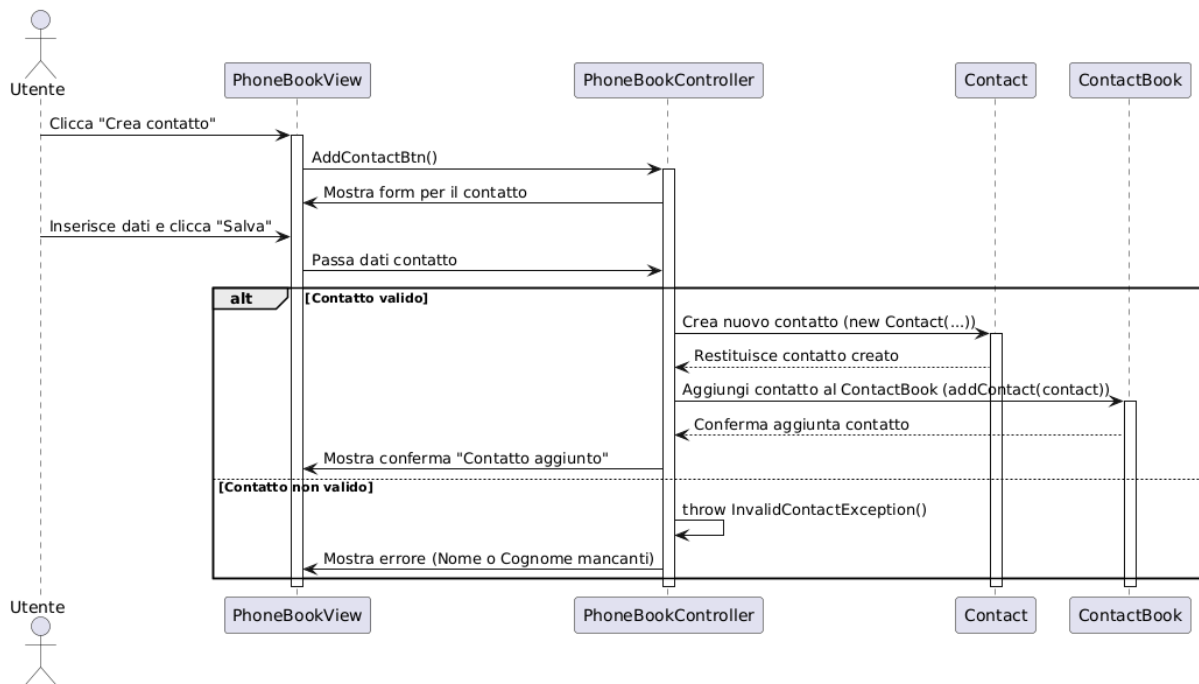 Utente
PhoneBookView
PhoneBookController
Contact
ContactBook
Clicca "Crea contatto"
AddContactBtn()
Mostra form per il contatto
Inserisce dati e clicca "Salva"
Passa dati contatto
alt
[Contatto valido]
Crea nuovo contatto (new Contact(...))
Restituisce contatto creato
Aggiungi contatto al ContactBook (addContact(contact))
Conferma aggiunta contatto
Mostra conferma "Contatto aggiunto"
[Contatto non valido]
throw InvalidContactException()
Mostra errore (Nome o Cognome mancanti)
Utente
PhoneBookView
PhoneBookController
Contact
ContactBook